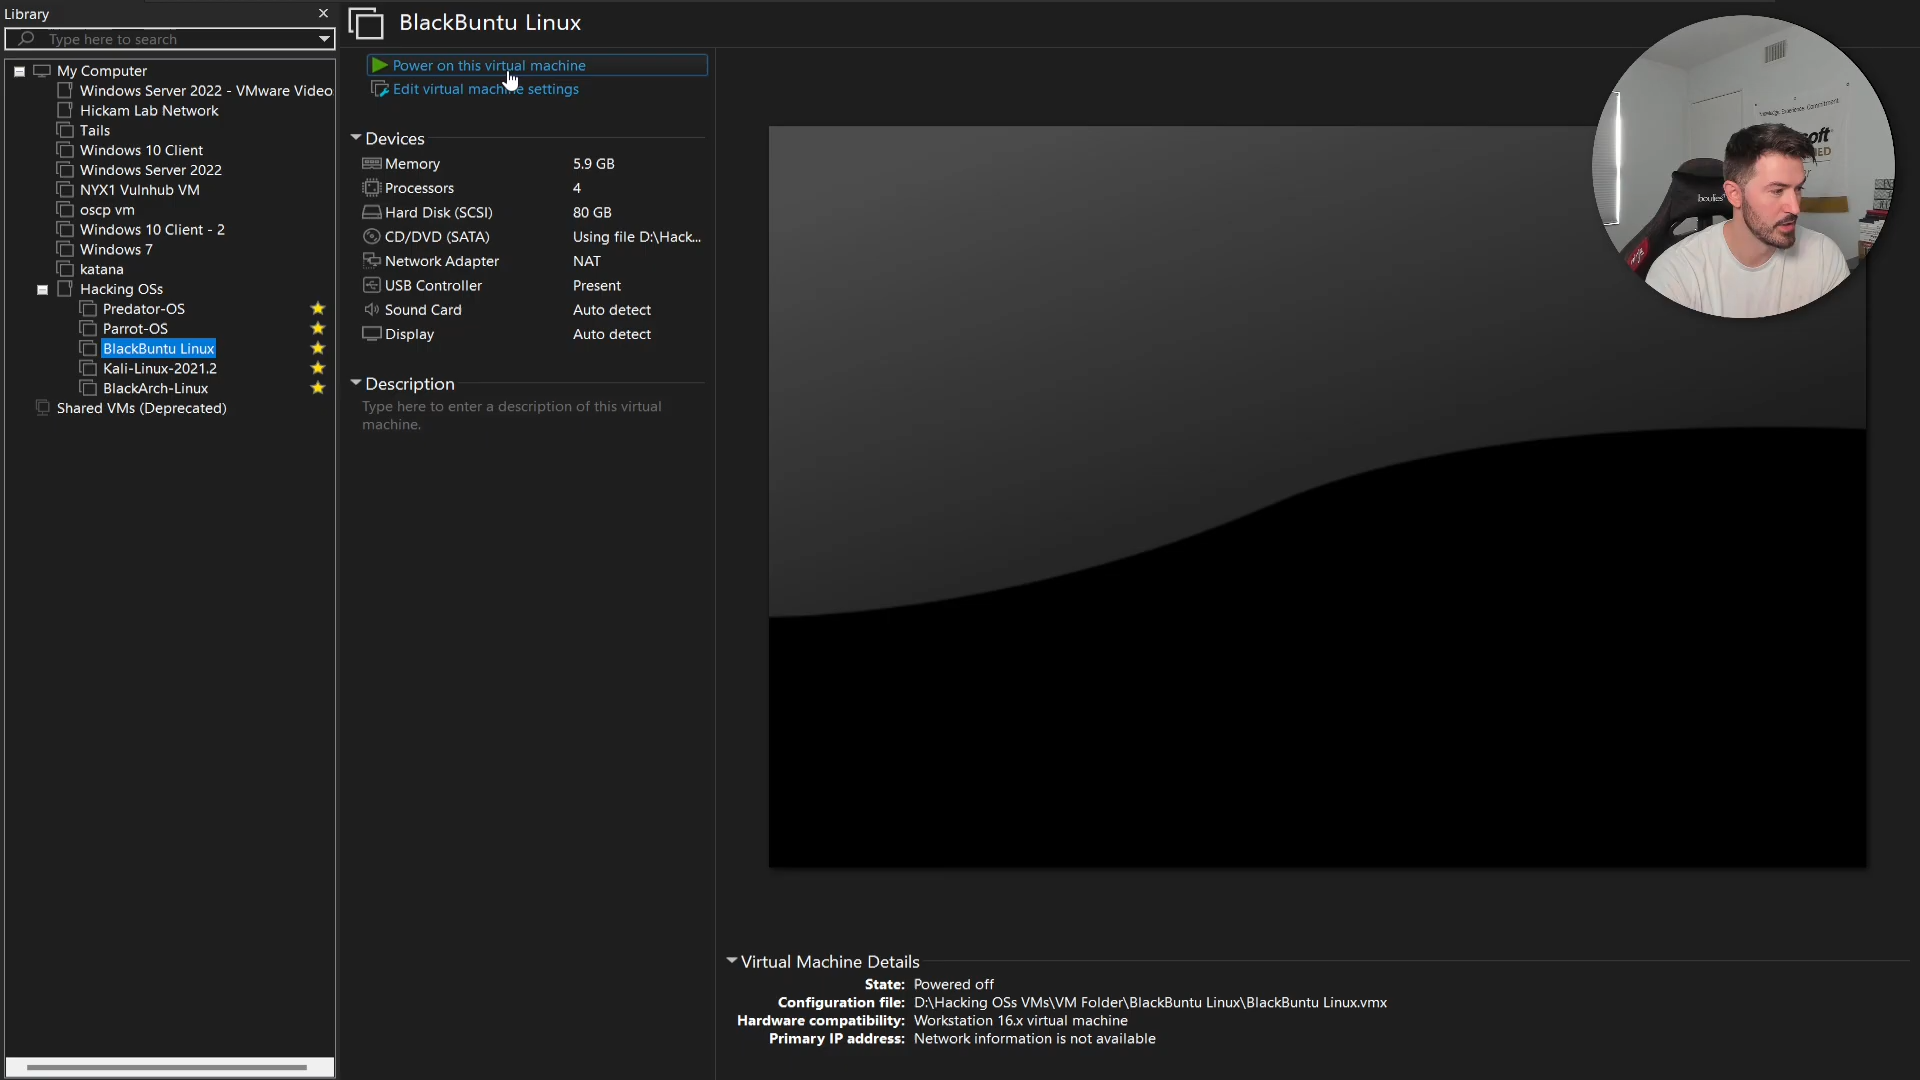 Library
Type here to search
My Computer
Windows Server 2022 - VMware Video
Hickam Lab Network
Tails
Windows 10 Client
Windows Server 2022
NYX1 Vulnhub VM
oscp vm
Windows 10 Client - 2
Windows 7
katana
Hacking OSs
Predator-OS
Parrot-OS
BlackBuntu Linux
Kali-Linux-2021.2
BlackArch-Linux
Shared VMs (Deprecated)
BlackBuntu Linux
Power on this virtual machine
Edit virtual machine settings
Devices
Memory 5.9 GB
Processors 4
Hard Disk (SCSI) 80 GB
CD/DVD (SATA) Using file D:\Hack...
Network Adapter NAT
USB Controller Present
Sound Card Auto detect
Display Auto detect
Description
Type here to enter a description of this virtual
machine.
Knowledge. Experience. Commitment.
oft
IED
boulies
Virtual Machine Details
State: Powered off
Configuration file: D:\Hacking OSs VMs\VM Folder\BlackBuntu Linux\BlackBuntu Linux.vmx
Hardware compatibility: Workstation 16.x virtual machine
Primary IP address: Network information is not available